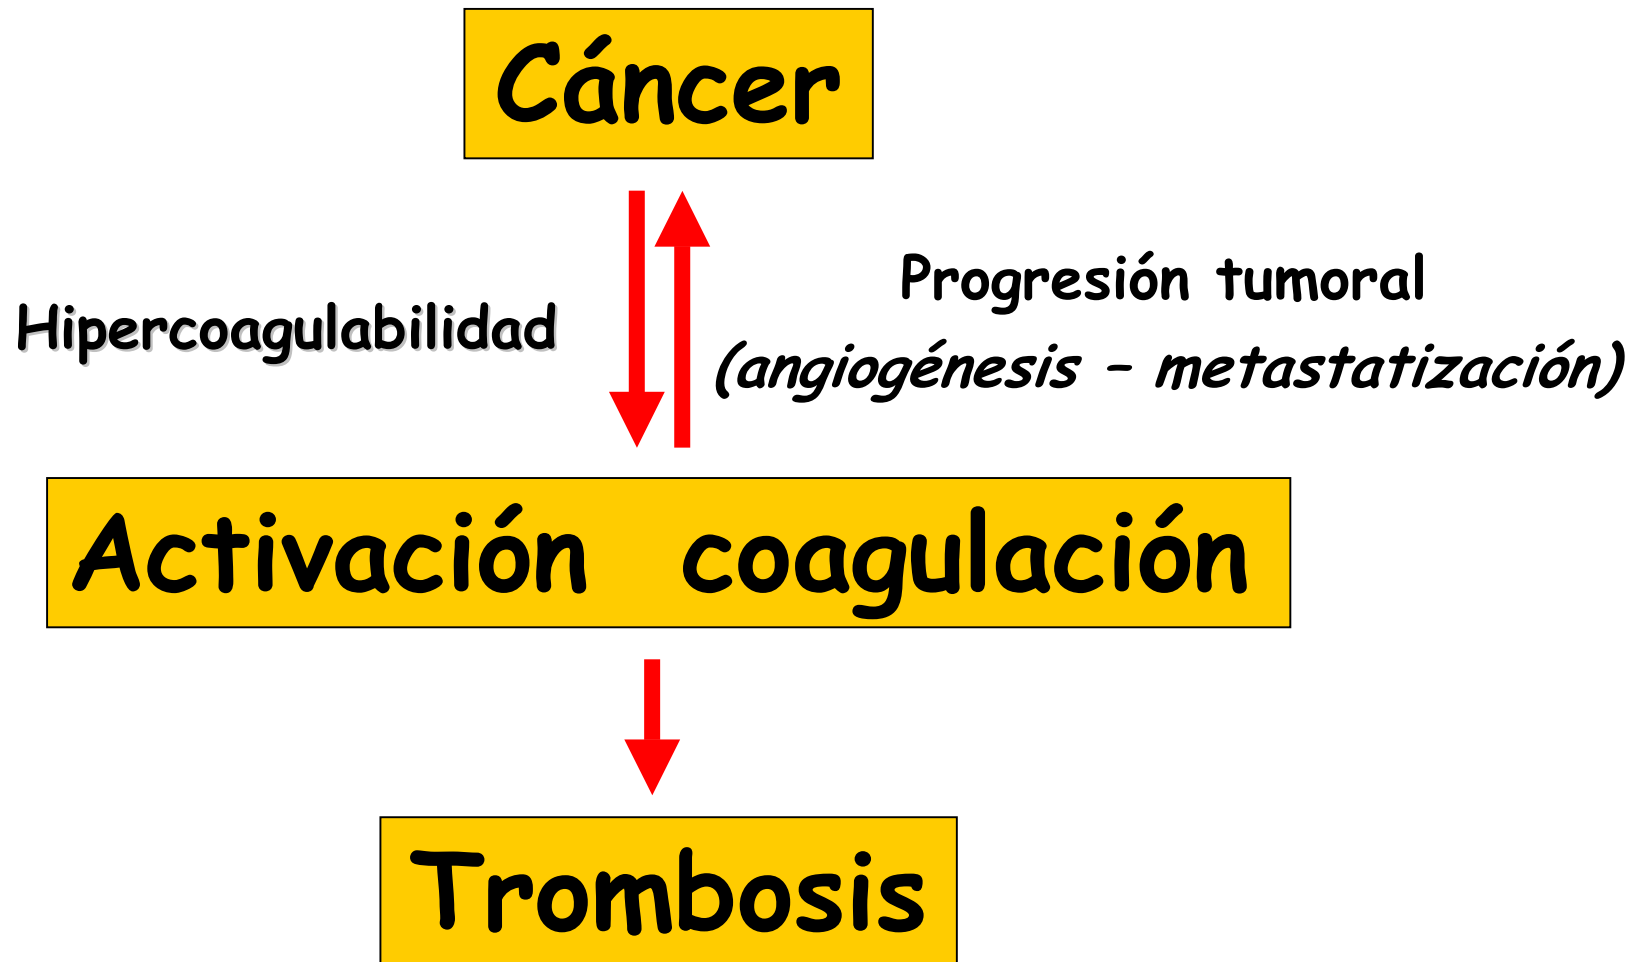 Cáncer
Hipercoagulabilidad
Progresión tumoral
(angiogénesis – metastatización)
Activación coagulación
Trombosis